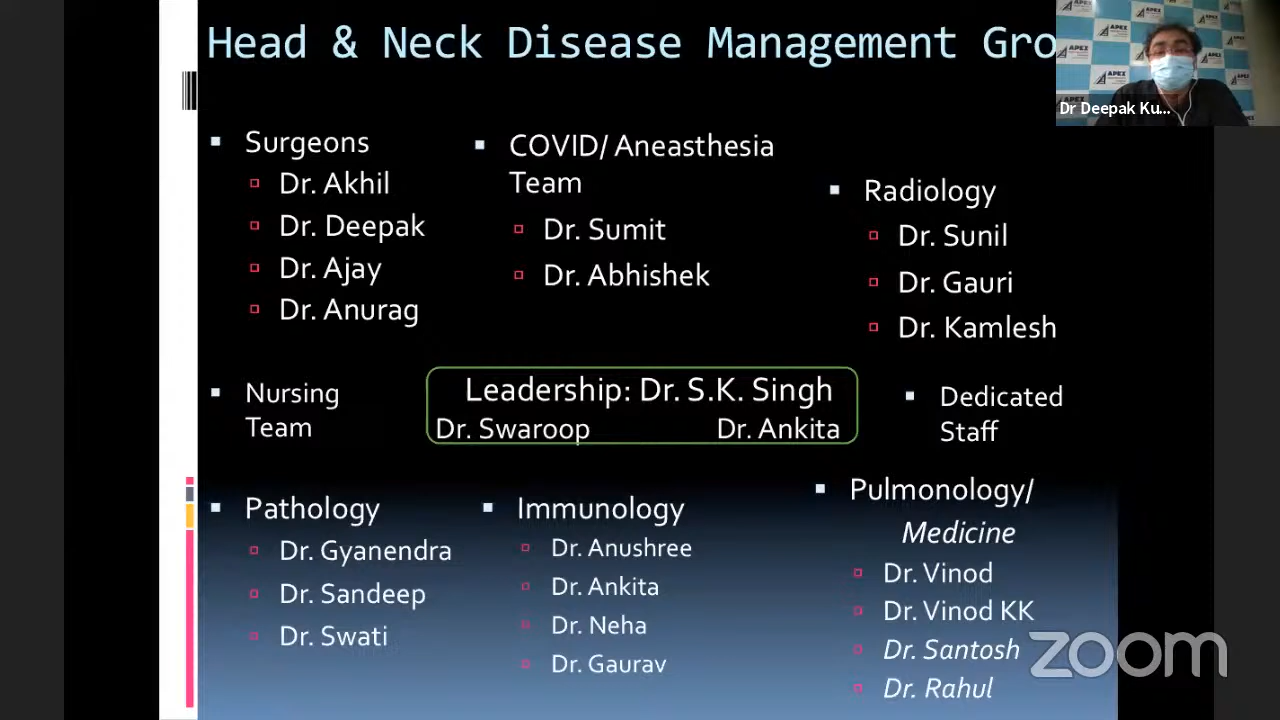 Head & Neck Disease Management Gro
APEX
Dr Deepak Ku...
Surgeons
Dr. Akhil
Dr. Deepak
Dr. Ajay
Dr. Anurag
COVID/ Aneasthesia
Team
Dr. Sumit
Dr. Abhishek
Radiology
Dr. Sunil
Dr. Gauri
Dr. Kamlesh
Nursing
Team
Leadership: Dr. S.K. Singh
Dr. Swaroop Dr. Ankita
Dedicated
Staff
Pathology
Dr. Gyanendra
Dr. Sandeep
Dr. Swati
Immunology
Dr. Anushree
Dr. Ankita
Dr. Neha
Dr. Gaurav
Pulmonology/
Medicine
Dr. Vinod
Dr. Vinod KK
Dr. Santosh
Dr. Rahul
zoom